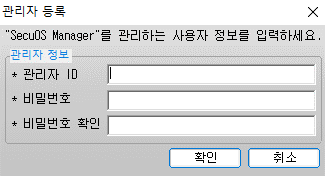 관리자 등록
"SecuOS Manager"를 관리하는 사용자 정보를 입력하세요.
관리자 정보
* 관리자 ID
* 비밀번호
* 비밀번호 확인
확인 취소